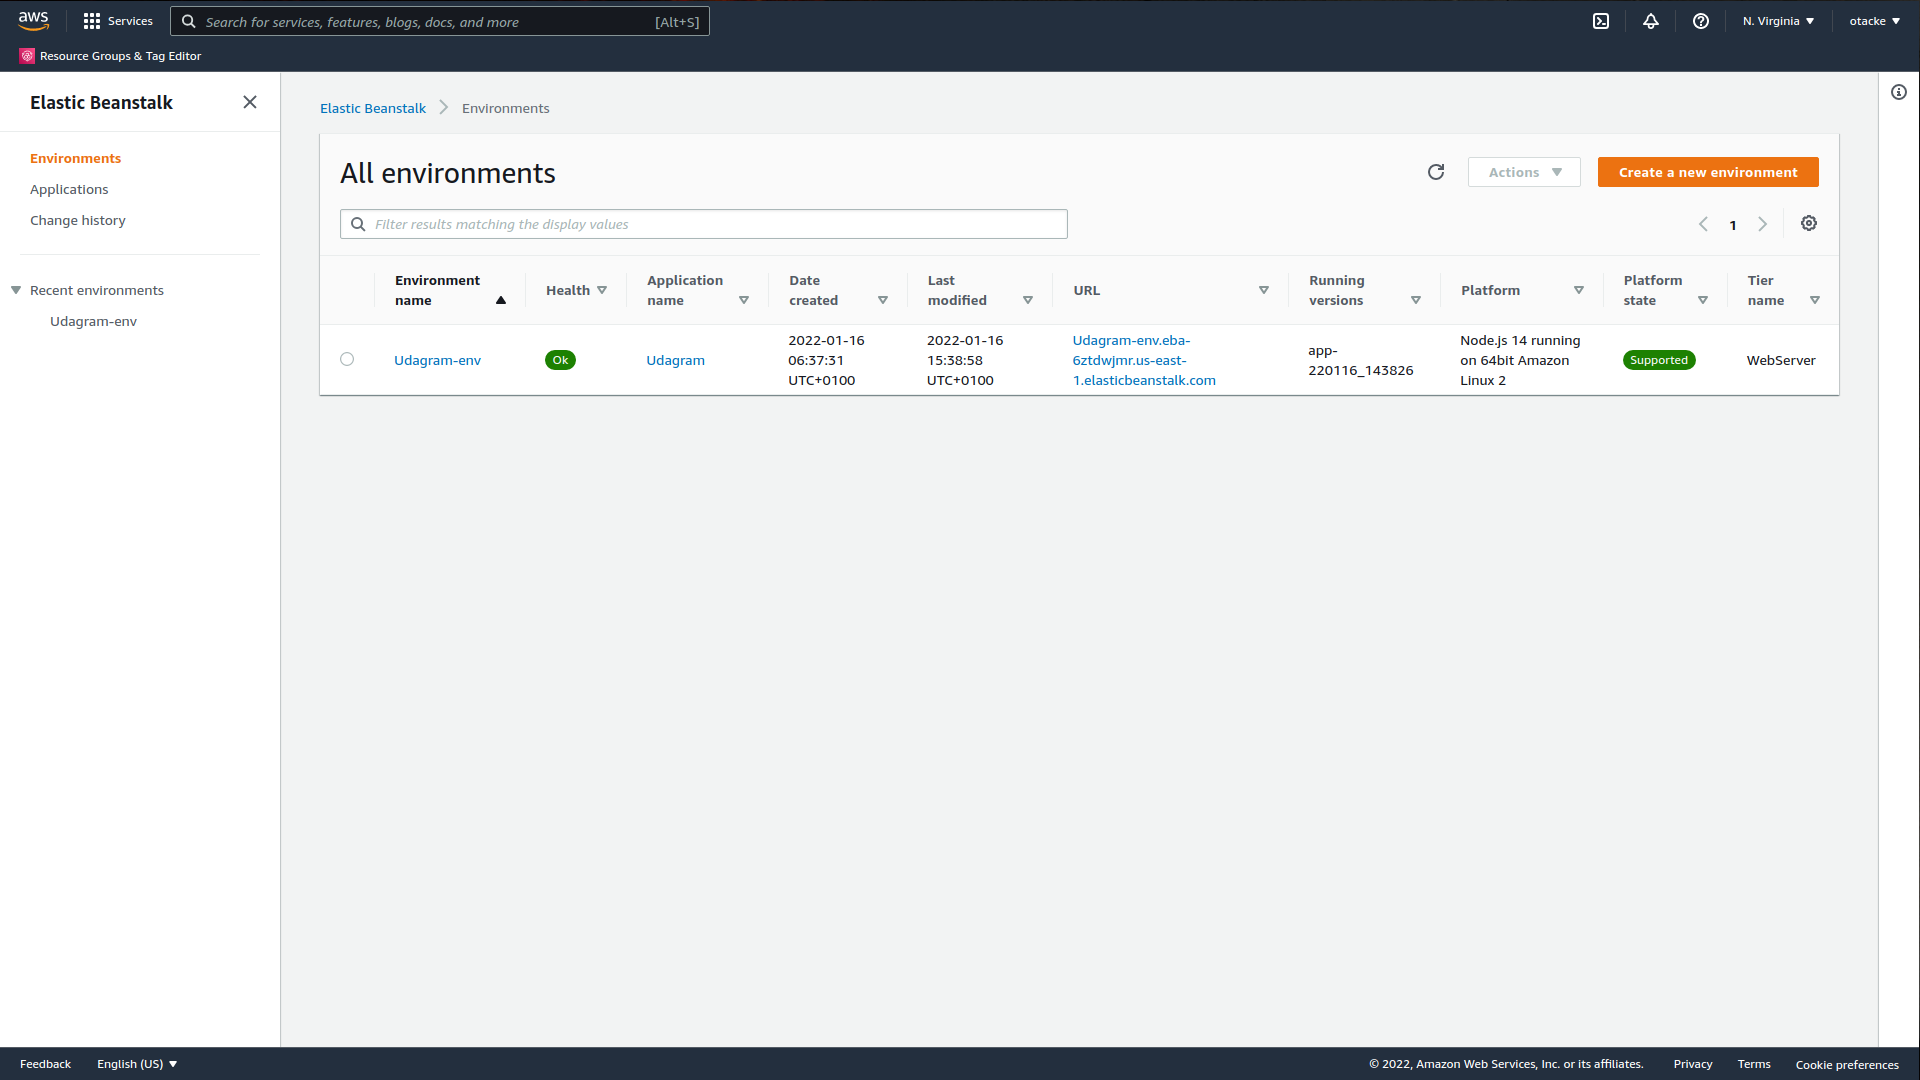 aws
Services
Search for services, features, blogs, docs, and more
[Alt+S]
N. Virginia
otacke
Resource Groups & Tag Editor
Elastic Beanstalk
Environments
Applications
Change history
Recent environments
Udagram-env
Elastic Beanstalk
Environments
All environments
Actions
Create a new environment
Filter results matching the display values
1
Environment
name
Health
Application
name
Date
created
Last
modified
URL
Running
versions
Platform
Platform
state
Tier
name
Udagram-env
Ok
Udagram
2022-01-16
06:37:31
UTC+0100
2022-01-16
15:38:58
UTC+0100
Udagram-env.eba-
6ztdwjmr.us-east-
1.elasticbeanstalk.com
app-
220116_143826
Node.js 14 running
on 64bit Amazon
Linux 2
Supported
WebServer
Feedback
English (US)
© 2022, Amazon Web Services, Inc. or its affiliates.
Privacy
Terms
Cookie preferences